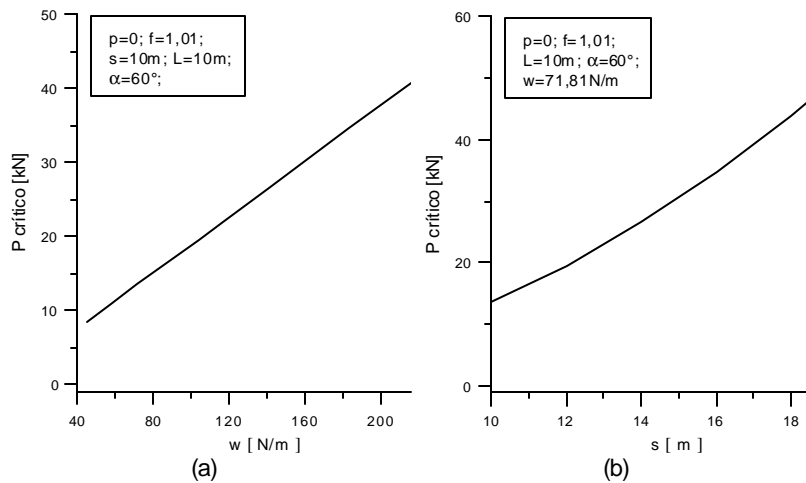 50
p=0; f=1,01;
s=10m; L=10m;
α=60°;
40
30
20
10
0
P crítico [kN]
40 80 120 160 200
w [ N/m ]
(a)
60
p=0; f=1,01;
L=10m; α=60°;
w=71,81N/m
40
20
0
P crítico [kN]
10 12 14 16 18
s [ m ]
(b)